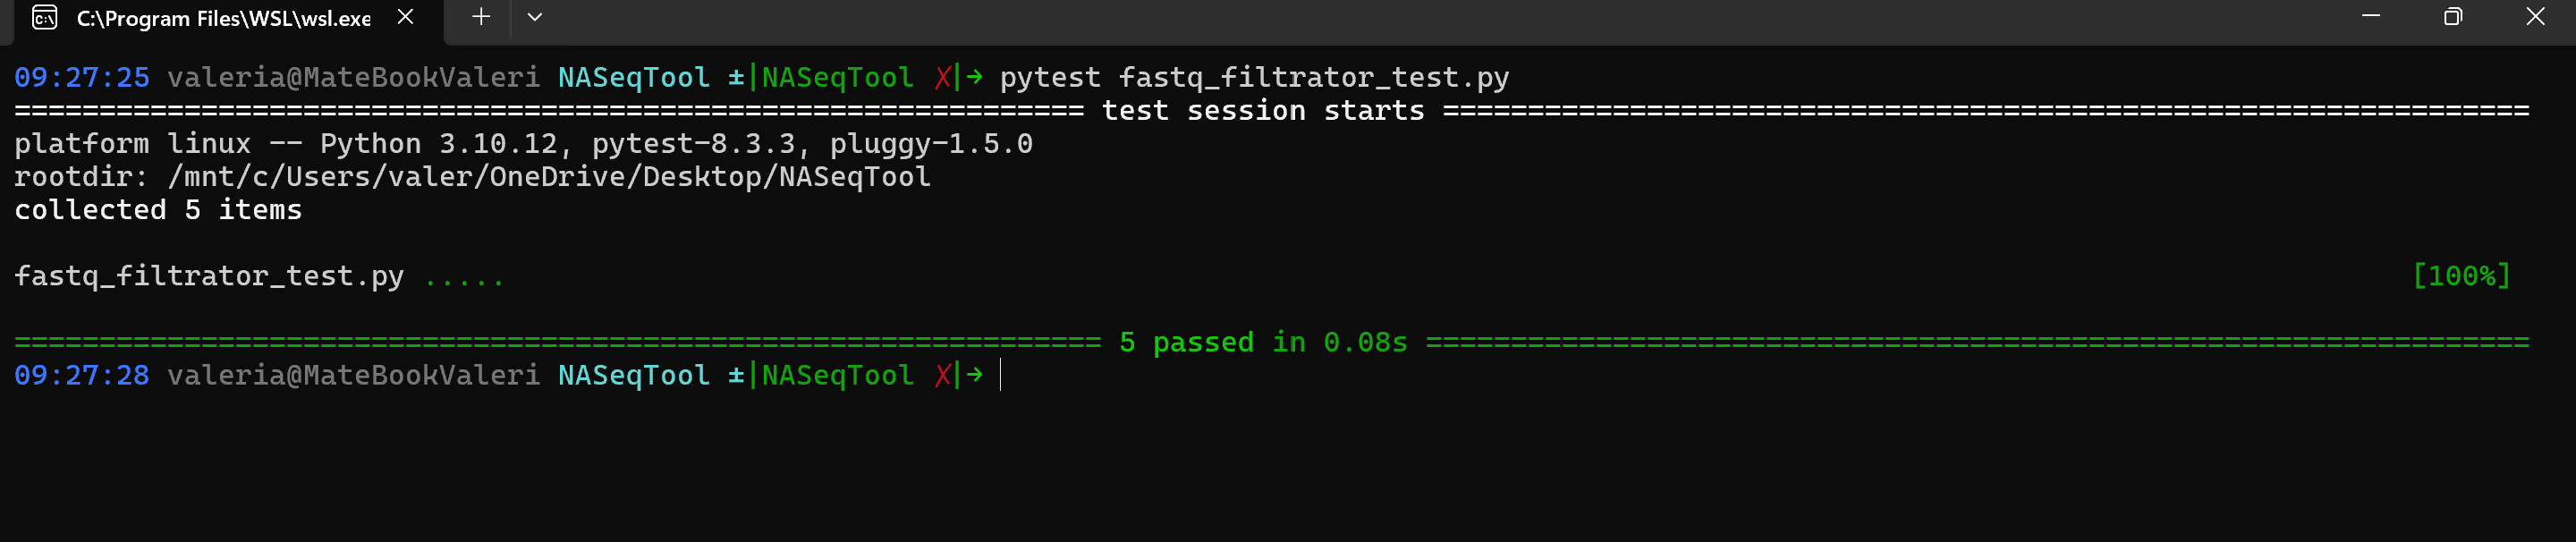 C:\Program Files\WSL\wsl.exe
09:27:25 valeria@MateBookValeri NASeqTool ±|NASeqTool ✗|→ pytest fastq_filtrator_test.py
=============================================================== test session starts ================================================================
platform linux -- Python 3.10.12, pytest-8.3.3, pluggy-1.5.0
rootdir: /mnt/c/Users/valer/OneDrive/Desktop/NASeqTool
collected 5 items
fastq_filtrator_test.py ..... [100%]
================================================================ 5 passed in 0.08s =================================================================
09:27:28 valeria@MateBookValeri NASeqTool ±|NASeqTool ✗|→